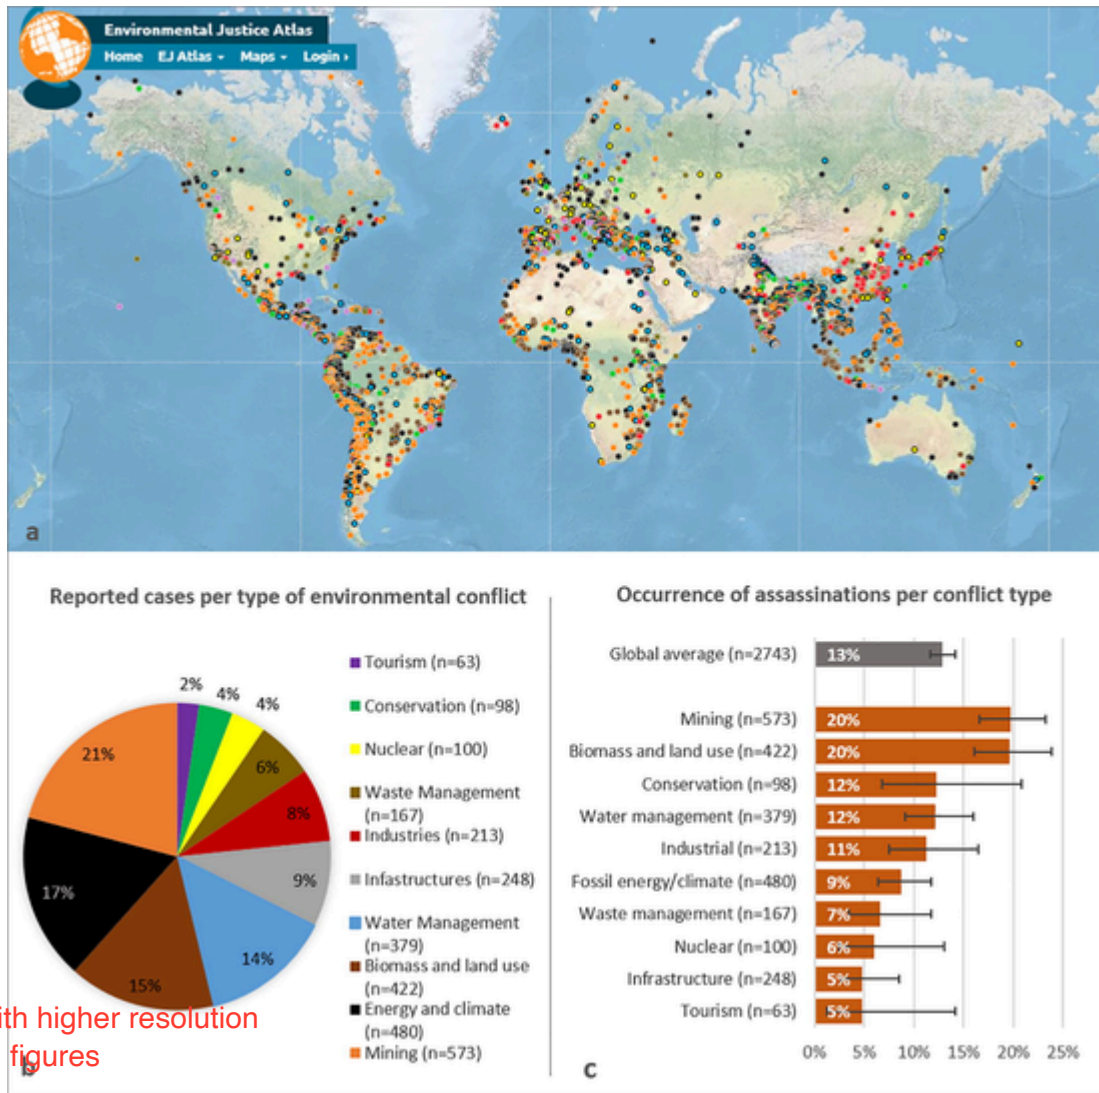 Environmental Justice Atlas
Home EJ Atlas Maps Login ›
a
Reported cases per type of environmental conflict
2%
4%
4%
6%
8%
9%
14%
15%
17%
21%
Tourism (n=63)
Conservation (n=98)
Nuclear (n=100)
Waste Management
(n=167)
Industries (n=213)
Infastructures (n=248)
Water Management
(n=379)
Biomass and land use
(n=422)
Energy and climate
(n=480)
Mining (n=573)
ith higher resolution
figures
b
Occurrence of assassinations per conflict type
Global average (n=2743) 13%
Mining (n=573) 20%
Biomass and land use (n=422) 20%
Conservation (n=98) 12%
Water management (n=379) 12%
Industrial (n=213) 11%
Fossil energy/climate (n=480) 9%
Waste management (n=167) 7%
Nuclear (n=100) 6%
Infrastructure (n=248) 5%
Tourism (n=63) 5%
0% 5% 10% 15% 20% 25%
c